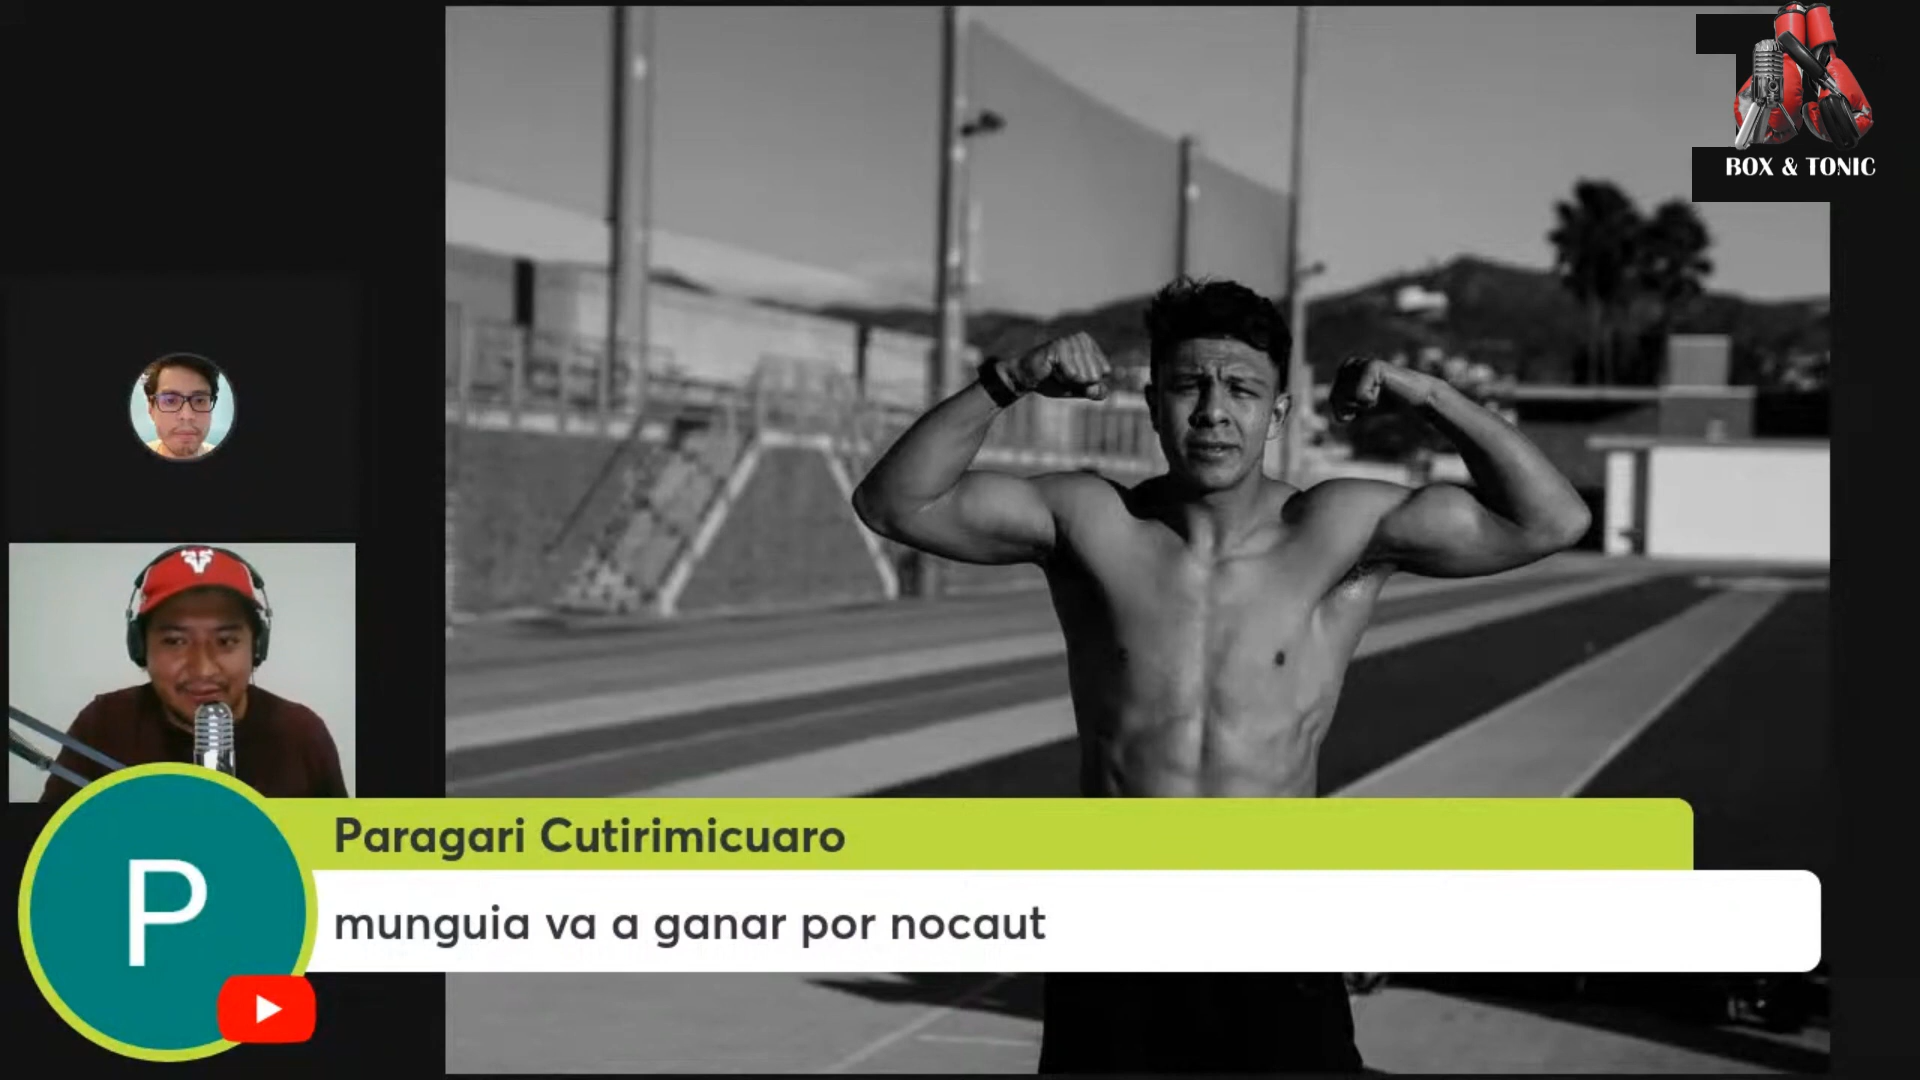 BOX & TONIC
Paragari Cutirimicuaro
P
munguia va a ganar por nocaut